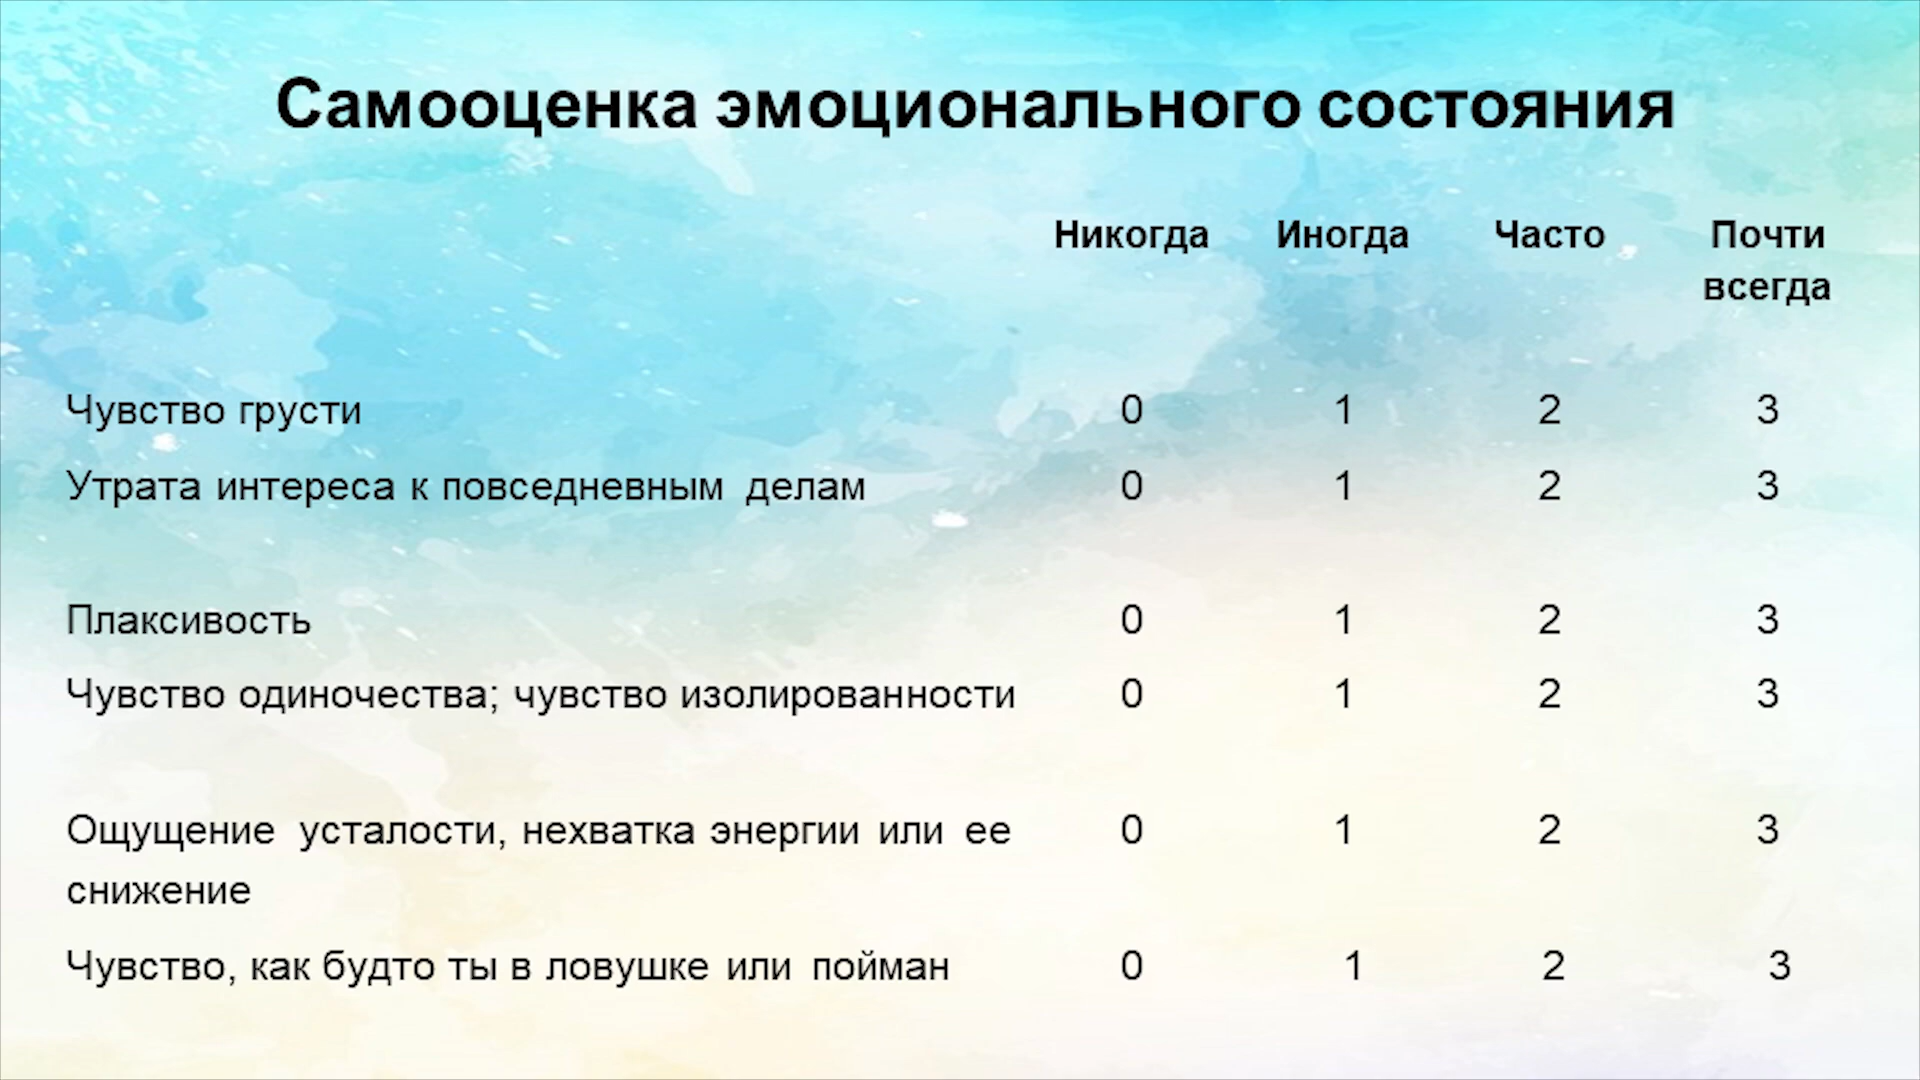 Самооценка эмоционального состояния
Никогда Иногда Часто Почти
всегда
Чувство грусти 0 1 2 3
Утрата интереса к повседневным делам 0 1 2 3
Плаксивость 0 1 2 3
Чувство одиночества; чувство изолированности 0 1 2 3
Ощущение усталости, нехватка энергии или ее 0 1 2 3
снижение
Чувство, как будто ты в ловушке или пойман 0 1 2 3